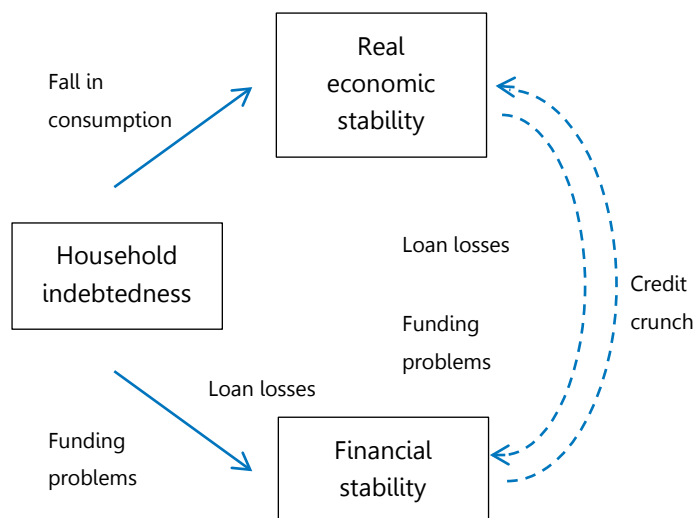 Real
economic
stability
Fall in
consumption
Household
indebtedness
Loan losses
Funding
problems
Credit
crunch
Loan losses
Funding
problems
Financial
stability